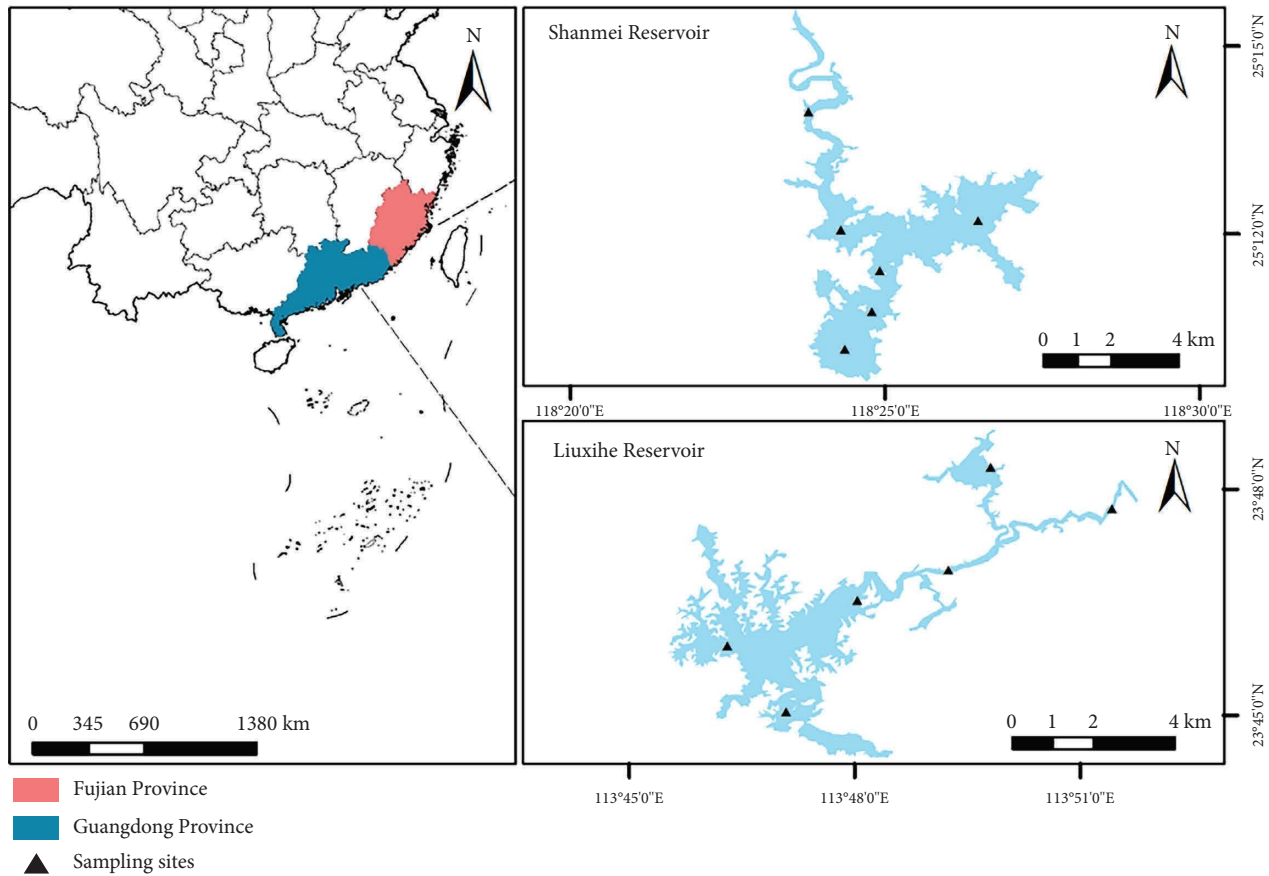 N
0 345 690 1380 km
Shanmei Reservoir
N
25°15'0"N
25°12'0"N
0 1 2 4 km
118°20'0"E 118°25'0"E 118°30'0"E
Liuxihe Reservoir
N
23°48'0"N
23°45'0"N
0 1 2 4 km
113°45'0"E 113°48'0"E 113°51'0"E
Fujian Province
Guangdong Province
Sampling sites